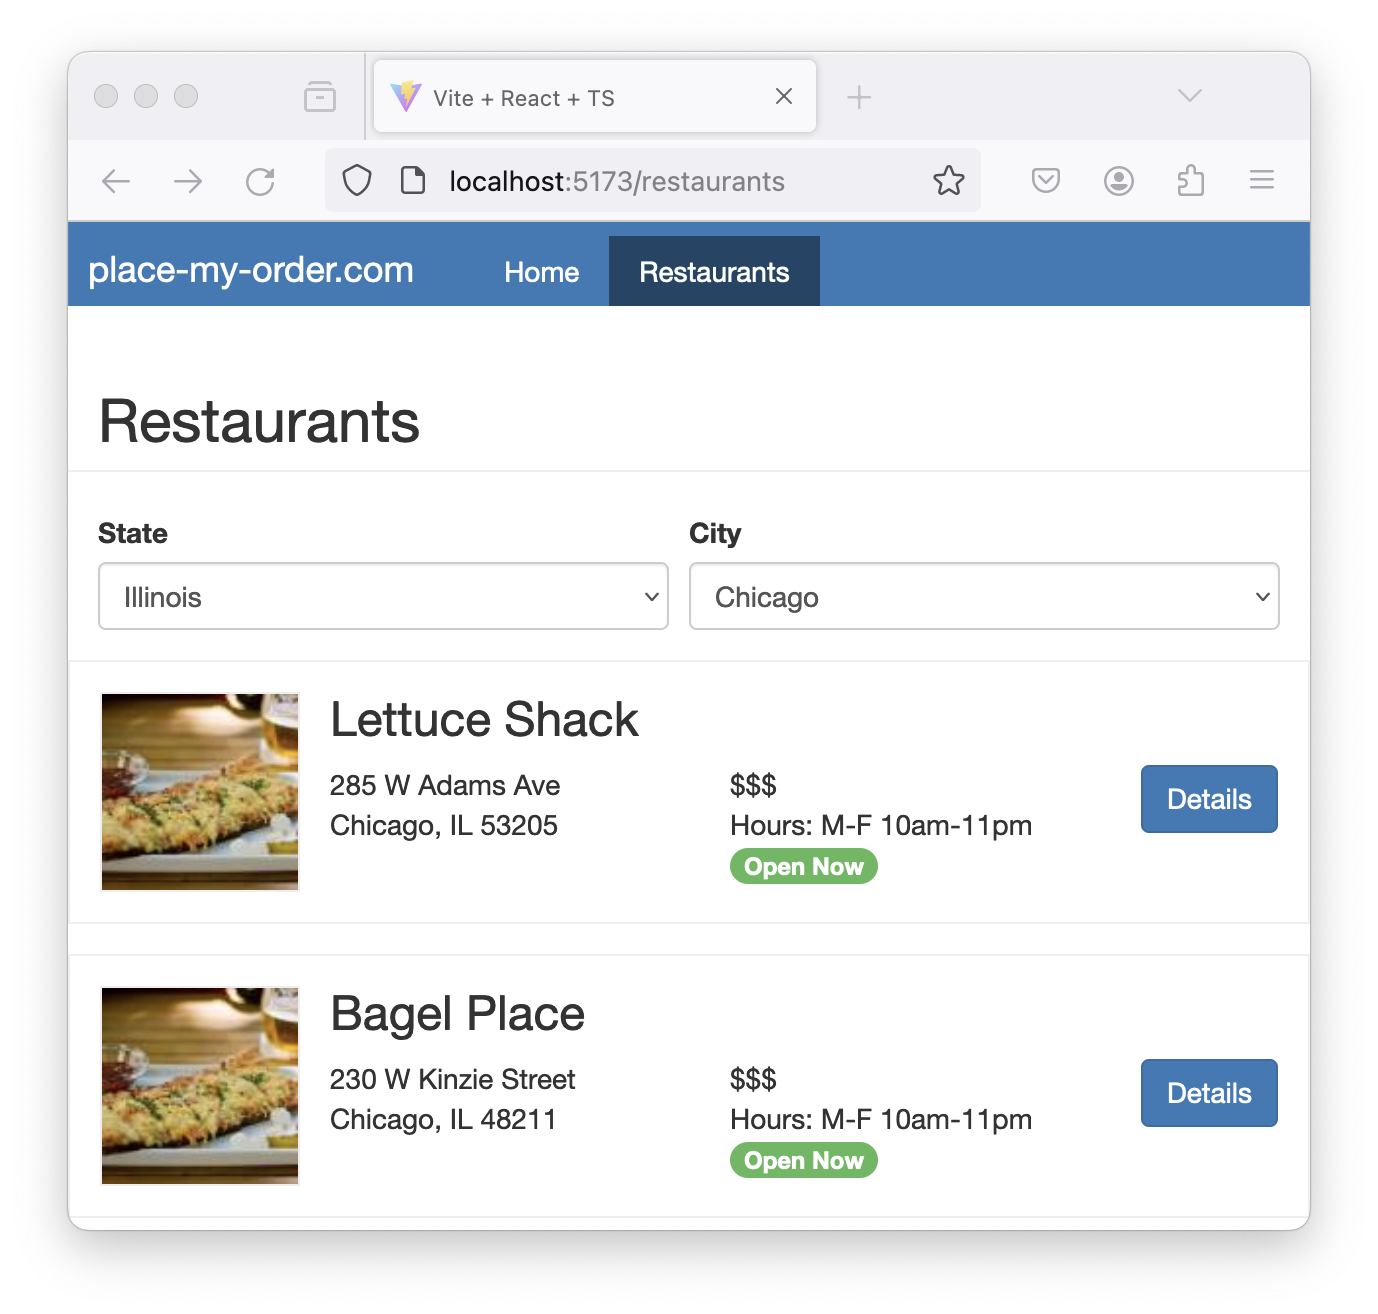 Vite + React + TS
localhost:5173/restaurants
place-my-order.com Home Restaurants
Restaurants
State City
Illinois Chicago
Lettuce Shack
285 W Adams Ave $$$
Chicago, IL 53205 Hours: M-F 10am-11pm
Open Now
Details
Bagel Place
230 W Kinzie Street $$$
Chicago, IL 48211 Hours: M-F 10am-11pm
Open Now
Details